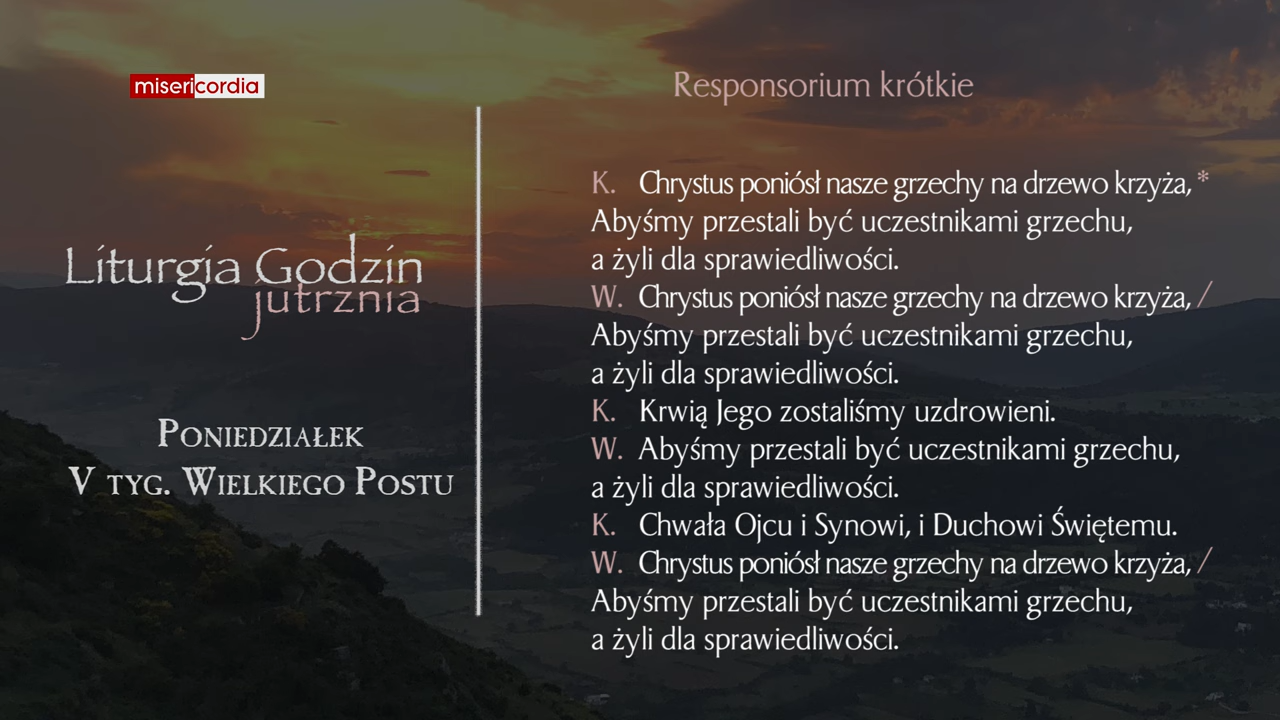 misericordia
Liturgia Godzin
jutrznia
Poniedziałek
V tyg. Wielkiego Postu
Responsorium krótkie
K. Chrystus poniósł nasze grzechy na drzewo krzyża, *
Abyśmy przestali być uczestnikami grzechu,
a żyli dla sprawiedliwości.
W. Chrystus poniósł nasze grzechy na drzewo krzyża, /
Abyśmy przestali być uczestnikami grzechu,
a żyli dla sprawiedliwości.
K. Krwią Jego zostaliśmy uzdrowieni.
W. Abyśmy przestali być uczestnikami grzechu,
a żyli dla sprawiedliwości.
K. Chwała Ojcu i Synowi, i Duchowi Świętemu.
W. Chrystus poniósł nasze grzechy na drzewo krzyża, /
Abyśmy przestali być uczestnikami grzechu,
a żyli dla sprawiedliwości.